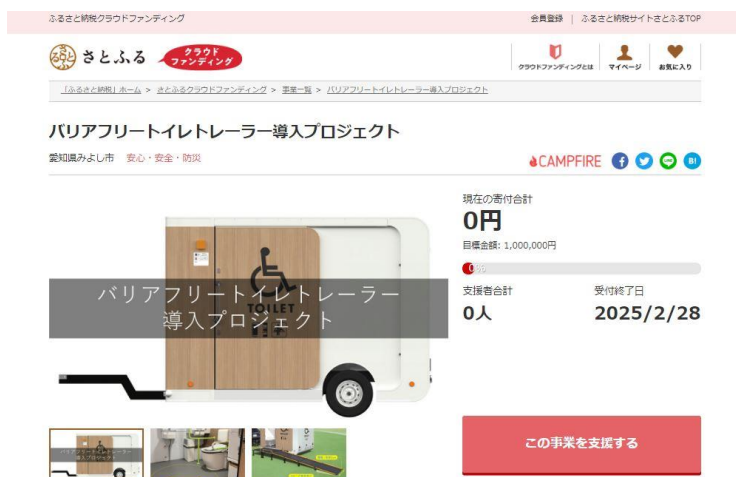 ふるさと納税クラウドファンディング
会員登録 | ふるさと納税サイトさとふるTOP
さとふる
クラウド
ファンディング
クラウドファンディングとは
マイページ
お気に入り
「ふるさと納税」ホーム > さとふるクラウドファンディング > 事業一覧 > バリアフリートイレトレーラー導入プロジェクト
バリアフリートイレトレーラー導入プロジェクト
愛知県みよし市 安心・安全・防災
CAMPFIRE
現在の寄付合計
0円
目標金額: 1,000,000円
0%
支援者合計
受付終了日
0人
2025/2/28
バリアフリートイレトレーラー
導入プロジェクト
TOILET
この事業を支援する